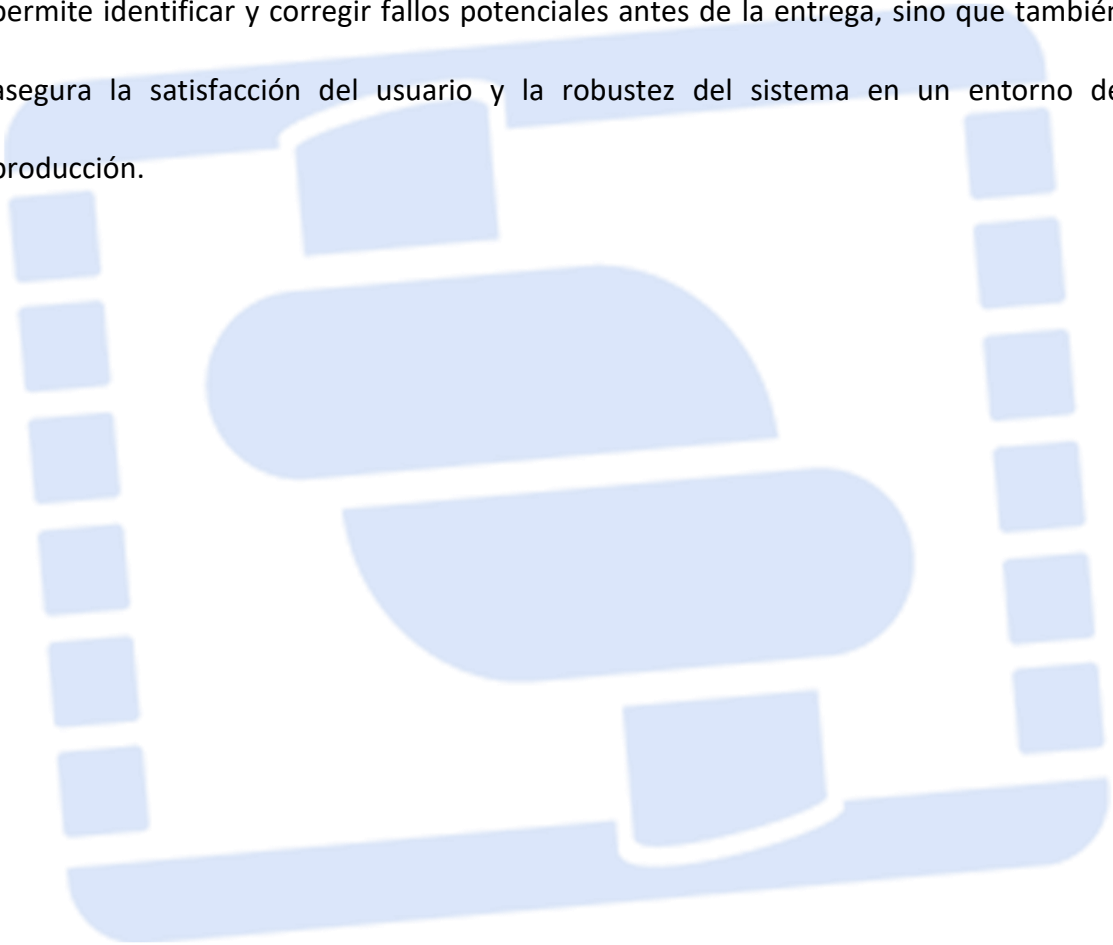 permite identificar y corregir fallos potenciales antes de la entrega, sino que también
asegura la satisfacción del usuario y la robustez del sistema en un entorno de
producción.